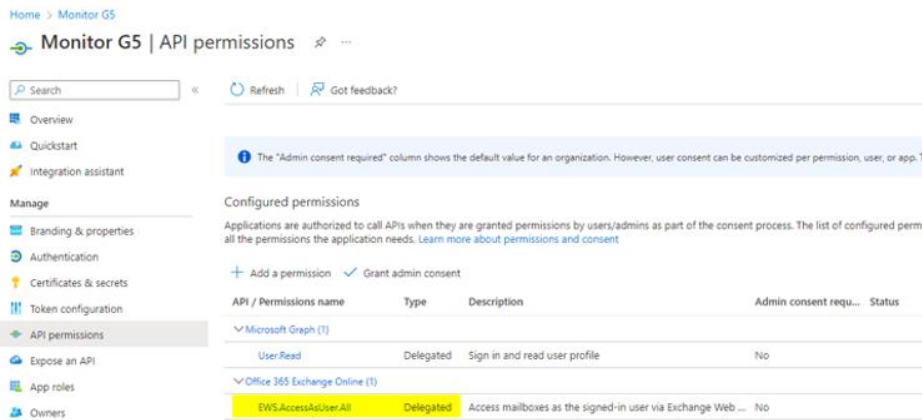 Home > Monitor G5
Monitor G5 | API permissions ...
Search
«
Refresh
Got feedback?
Overview
Quickstart
Integration assistant
The "Admin consent required" column shows the default value for an organization. However, user consent can be customized per permission, user, or app.
Manage
Configured permissions
Branding & properties
Applications are authorized to call APIs when they are granted permissions by users/admins as part of the consent process. The list of configured perm
all the permissions the application needs. Learn more about permissions and consent
Authentication
Certificates & secrets
Add a permission
Grant admin consent
Token configuration
API / Permissions name Type Description Admin consent requ... Status
API permissions
Microsoft Graph (1)
Expose an API
User.Read Delegated Sign in and read user profile No
App roles
Office 365 Exchange Online (1)
Owners
EWS.AccessAsUser.All Delegated Access mailboxes as the signed-in user via Exchange Web ... No